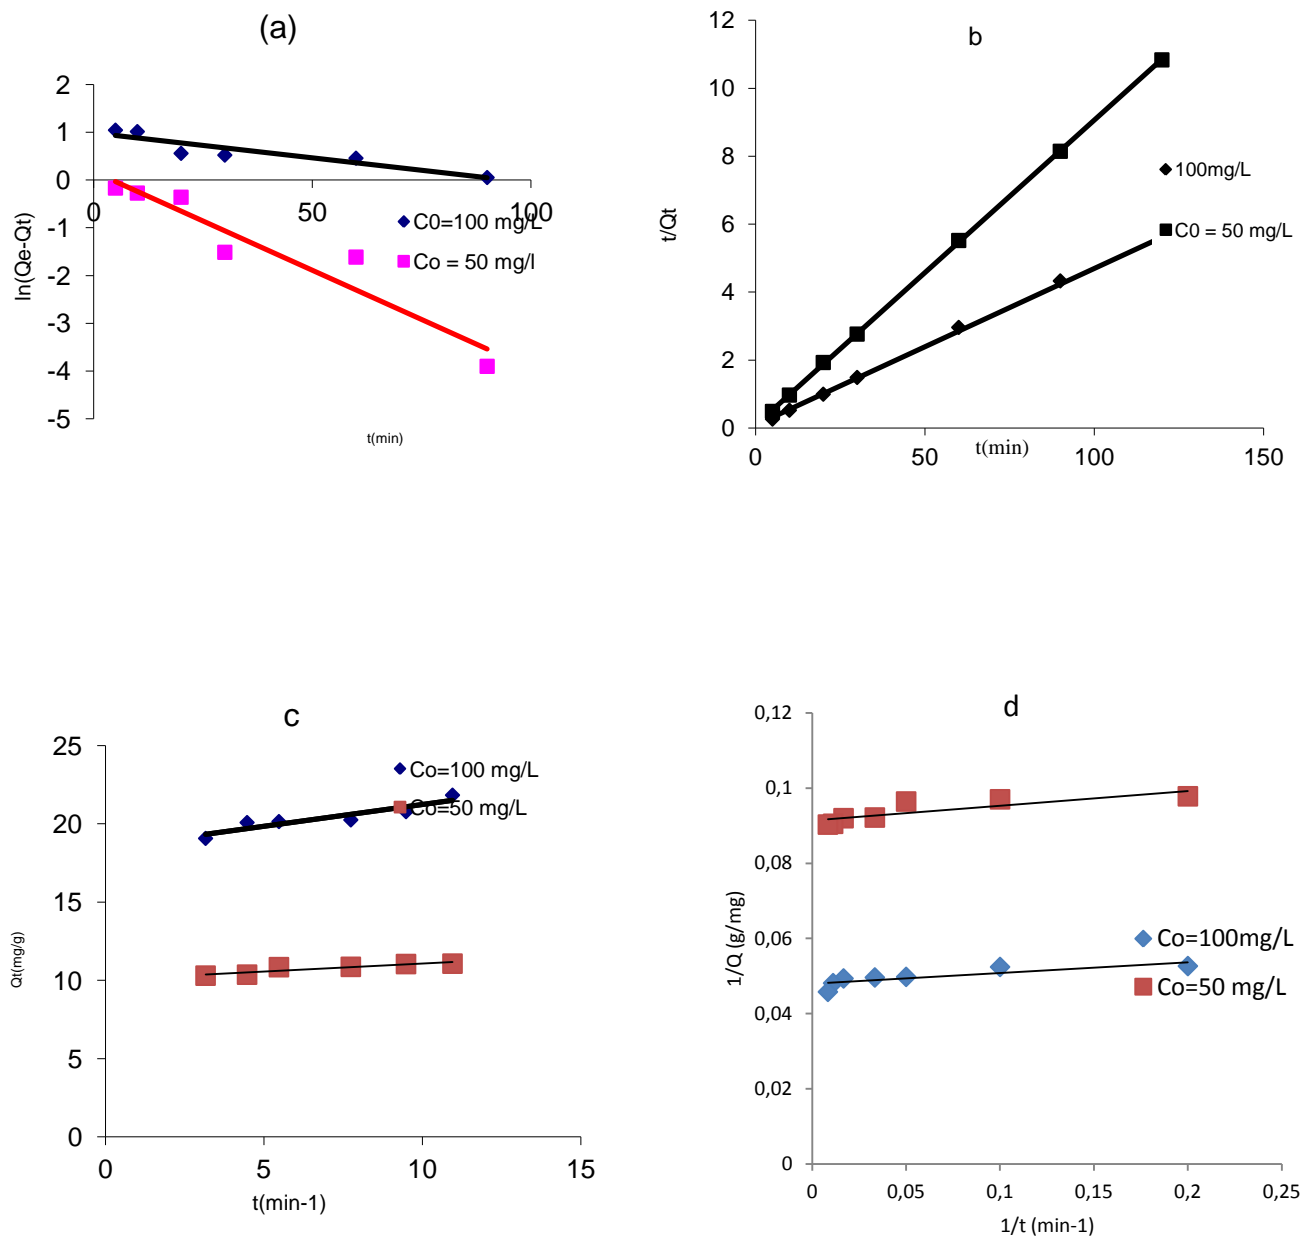 (a)
2
1
0
-1
-2
-3
-4
-5
0
50
100
ln(Qe-Qt)
C0=100 mg/L
Co = 50 mg/l
t(min)
b
12
10
8
6
4
2
0
0
50
100
150
t/Qt
100mg/L
C0 = 50 mg/L
t(min)
c
25
20
15
10
5
0
0
5
10
15
Qt(mg/g)
Co=100 mg/L
Co=50 mg/L
t(min-1)
d
0,12
0,1
0,08
0,06
0,04
0,02
0
0
0,05
0,1
0,15
0,2
0,25
1/Q (g/mg)
Co=100mg/L
Co=50 mg/L
1/t (min-1)